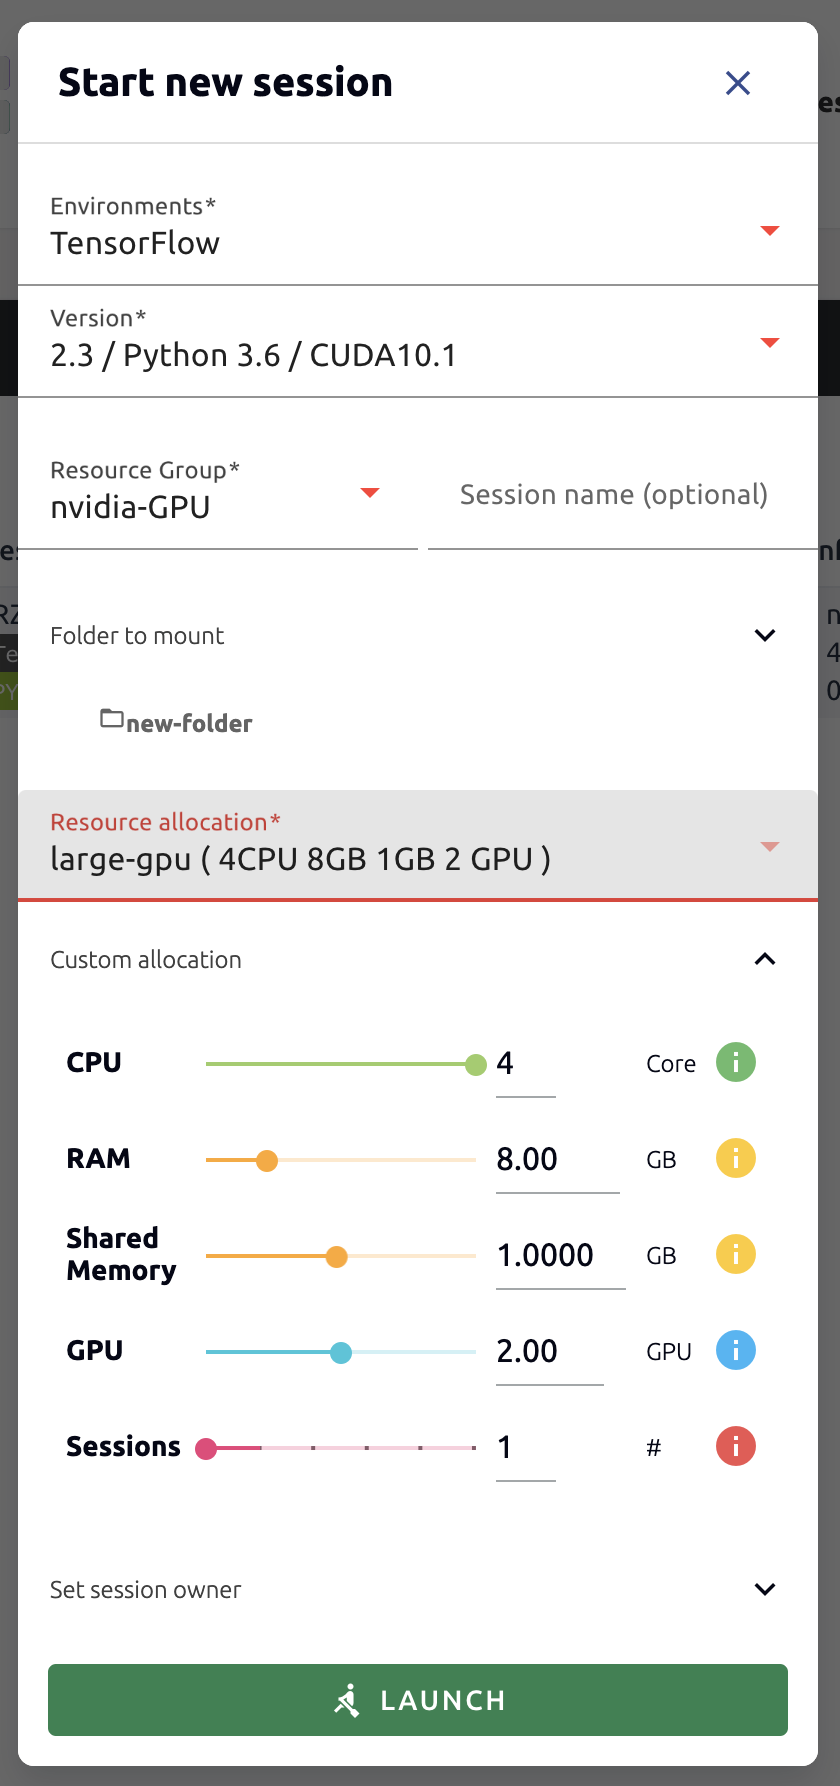 Start new session
Environments*
TensorFlow
Version*
2.3 / Python 3.6 / CUDA10.1
Resource Group*
nvidia-GPU
Session name (optional)
Folder to mount
new-folder
Resource allocation*
large-gpu ( 4CPU 8GB 1GB 2 GPU )
Custom allocation
CPU 4 Core i
RAM 8.00 GB i
Shared
Memory 1.0000 GB i
GPU 2.00 GPU i
Sessions 1 # i
Set session owner
LAUNCH